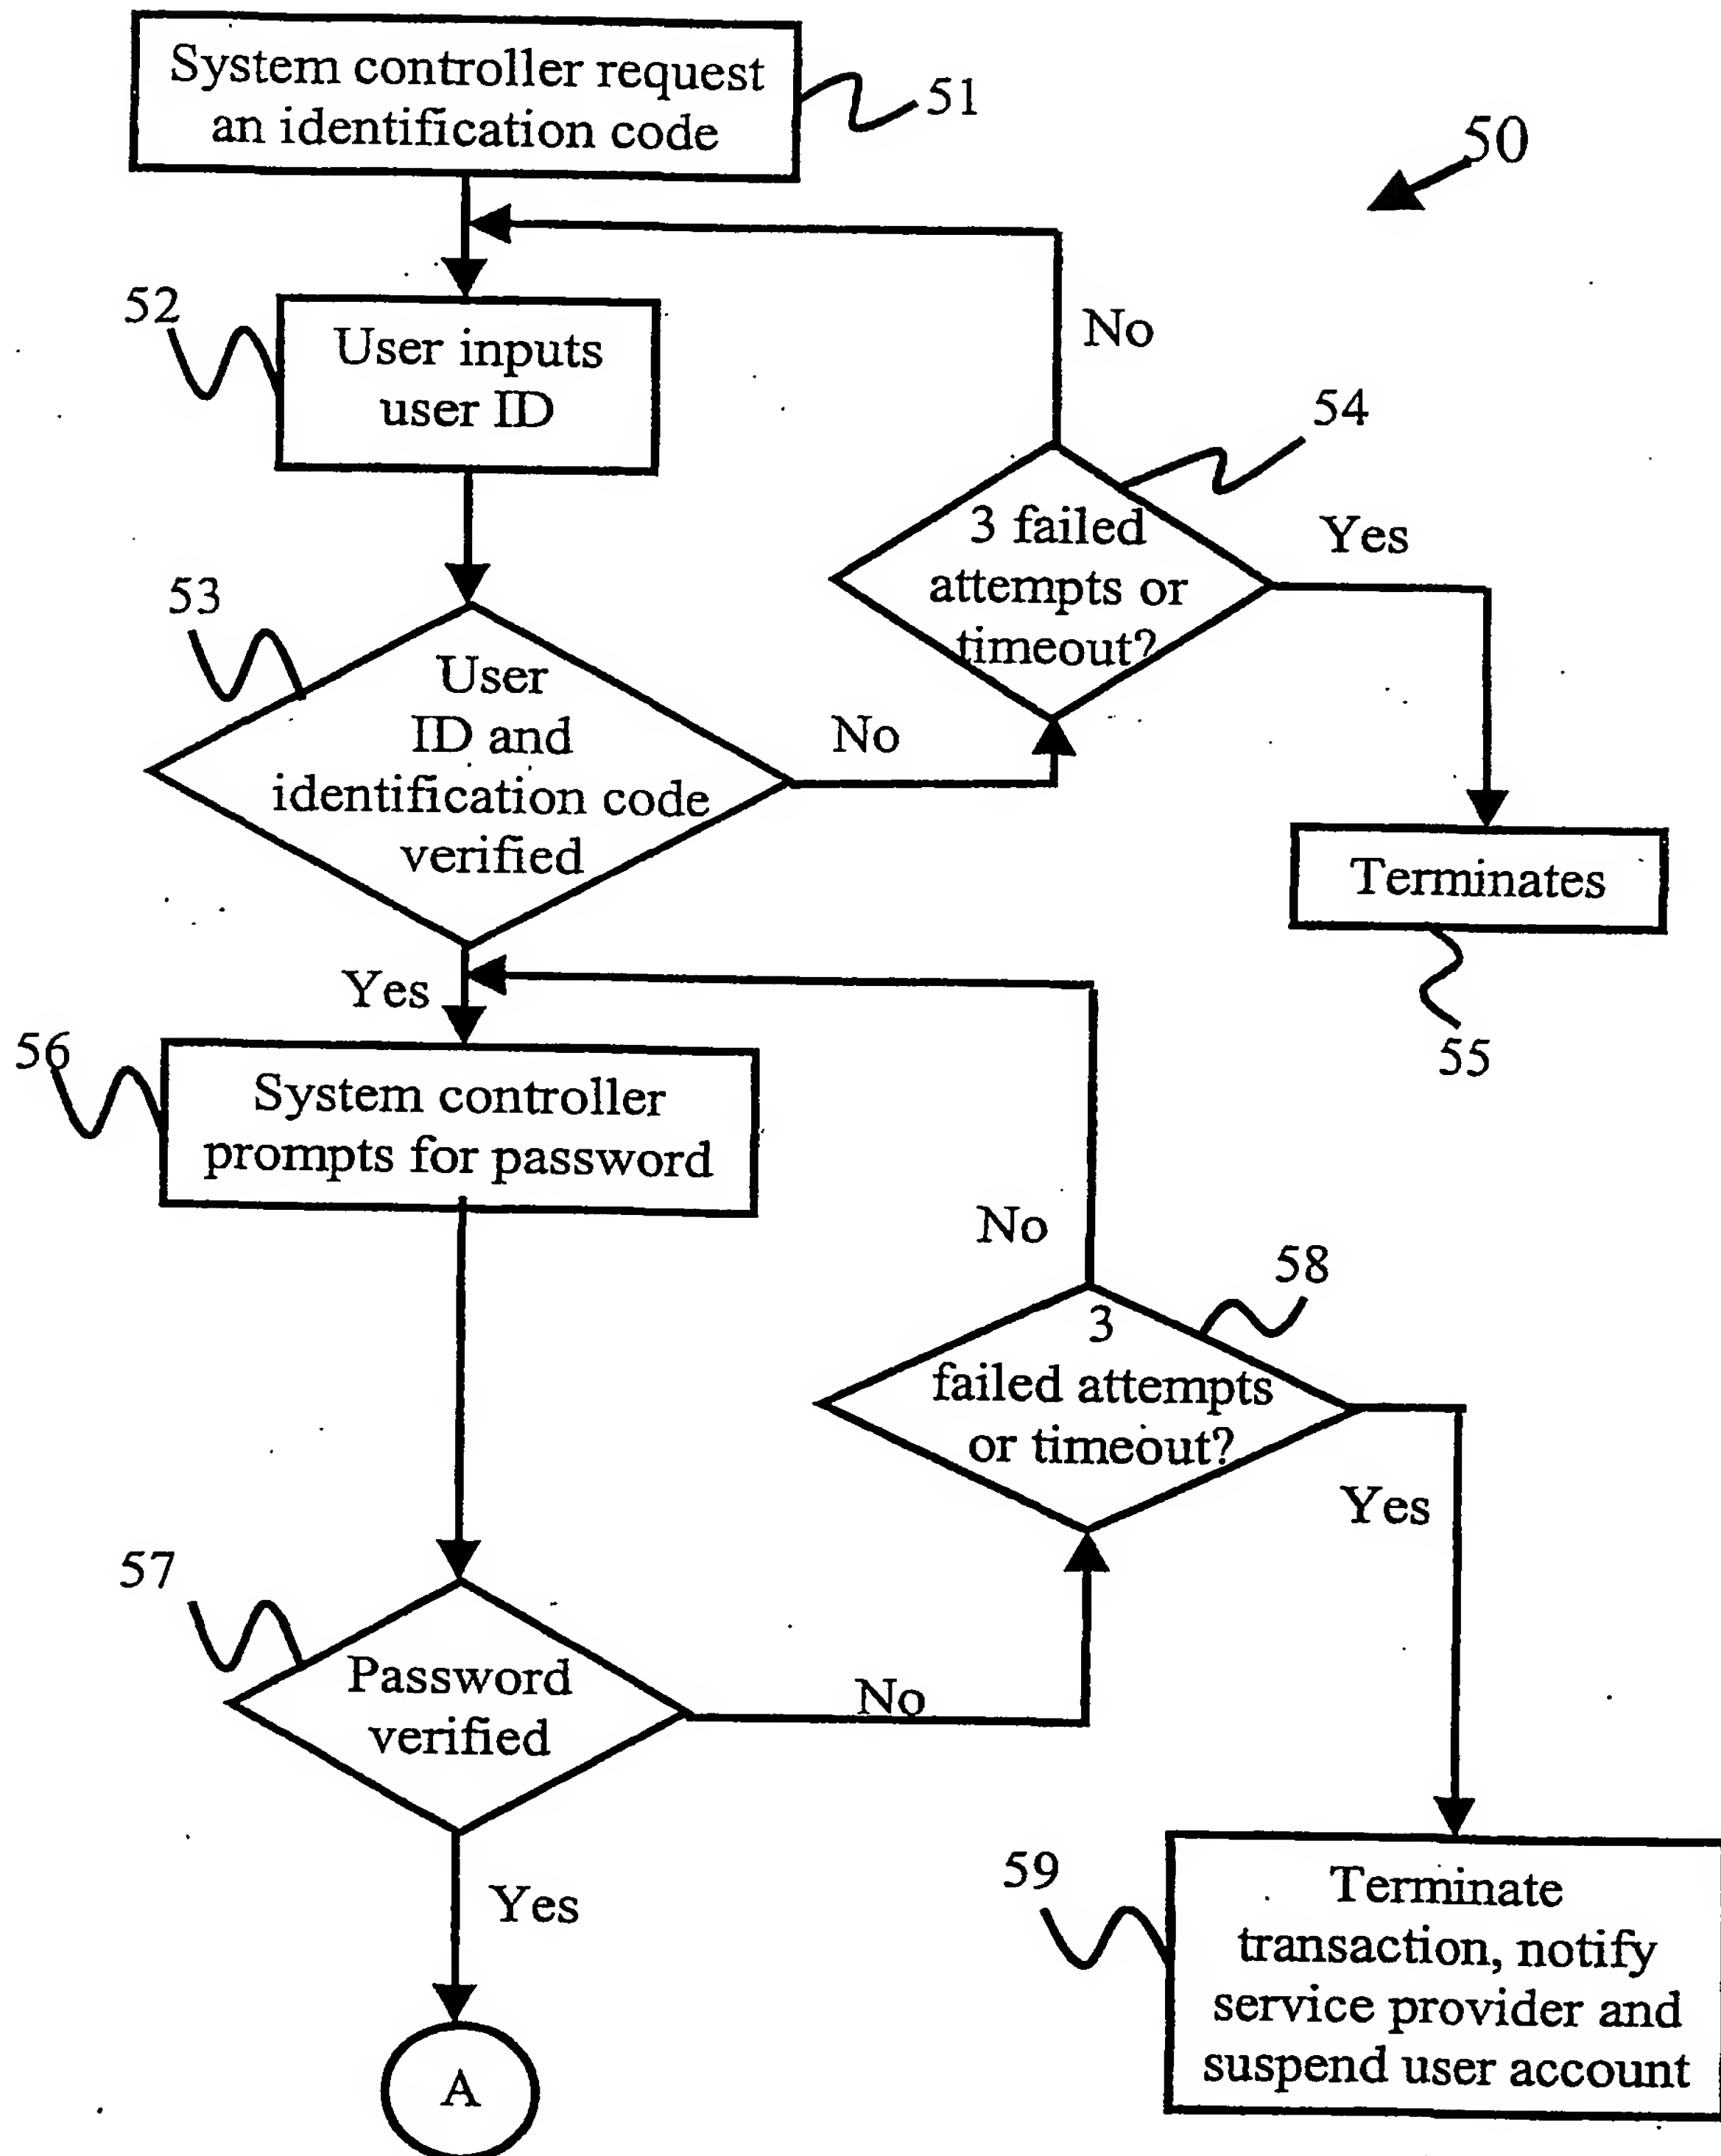 System controller request
an identification code
51
50
52
User inputs
user ID
No
54
3 failed
attempts or
timeout?
Yes
53
User
ID and
identification code
verified
No
Terminates
55
Yes
56
System controller
prompts for password
No
58
3
failed attempts
or timeout?
Yes
57
Password
verified
No
Yes
59
Terminate
transaction, notify
service provider and
suspend user account
A